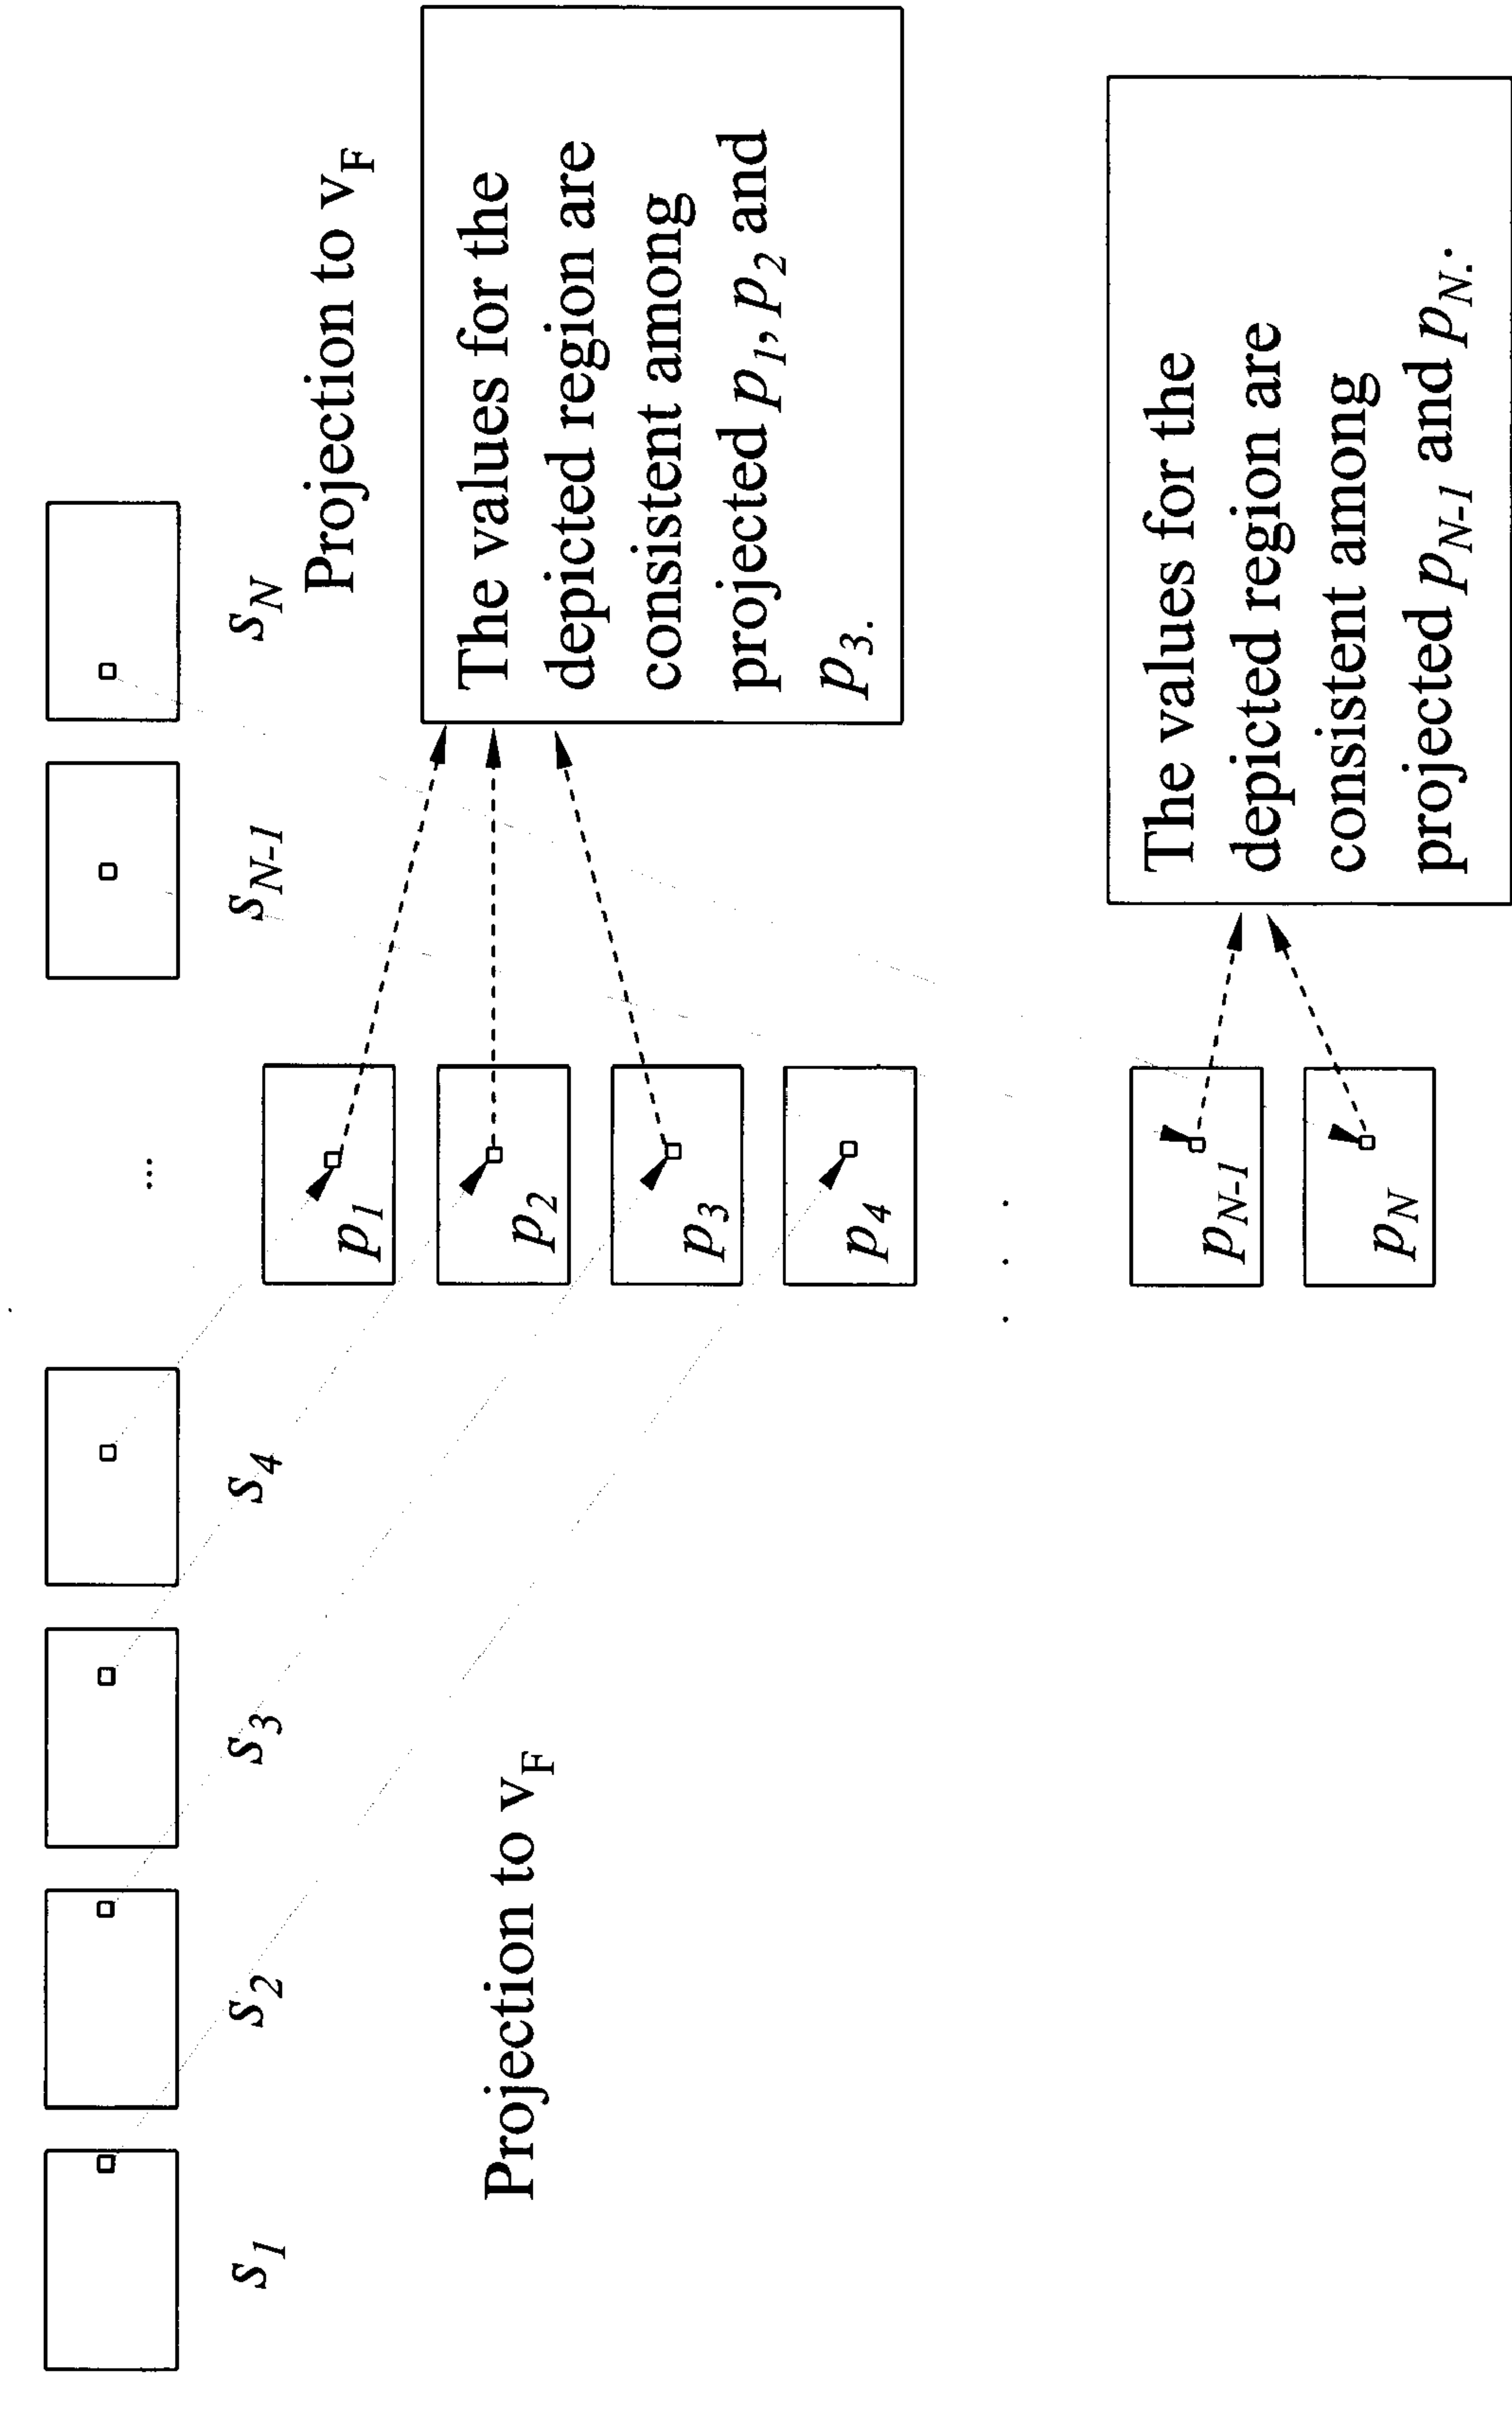 s1
s2
s3
s4
...
sN-1
sN
Projection to vF
Projection to vF
p1
p2
p3
p4
. . .
pN-1
pN
The values for the
depicted region are
consistent among
projected p1, p2 and
p3.
The values for the
depicted region are
consistent among
projected pN-1 and pN.